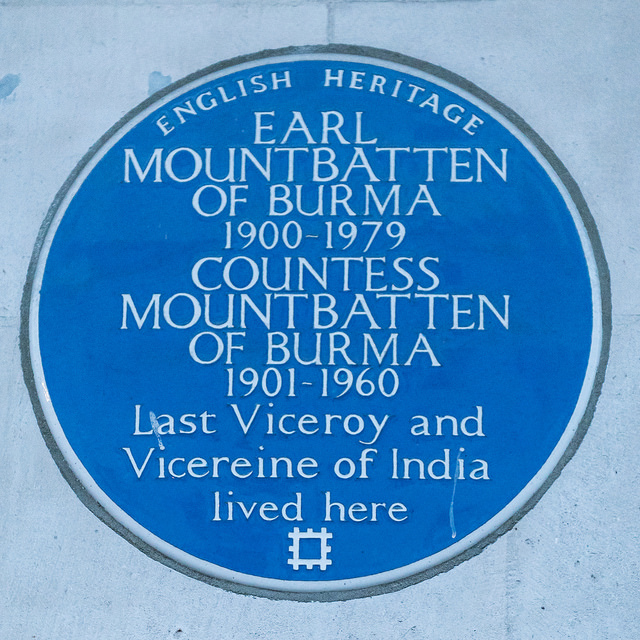 ENGLISH HERITAGE
EARL
MOUNTBATTEN
OF BURMA
1900-1979
COUNTESS
MOUNTBATTEN
OF BURMA
1901-1960
Last Viceroy and
Vicereine of India
lived here